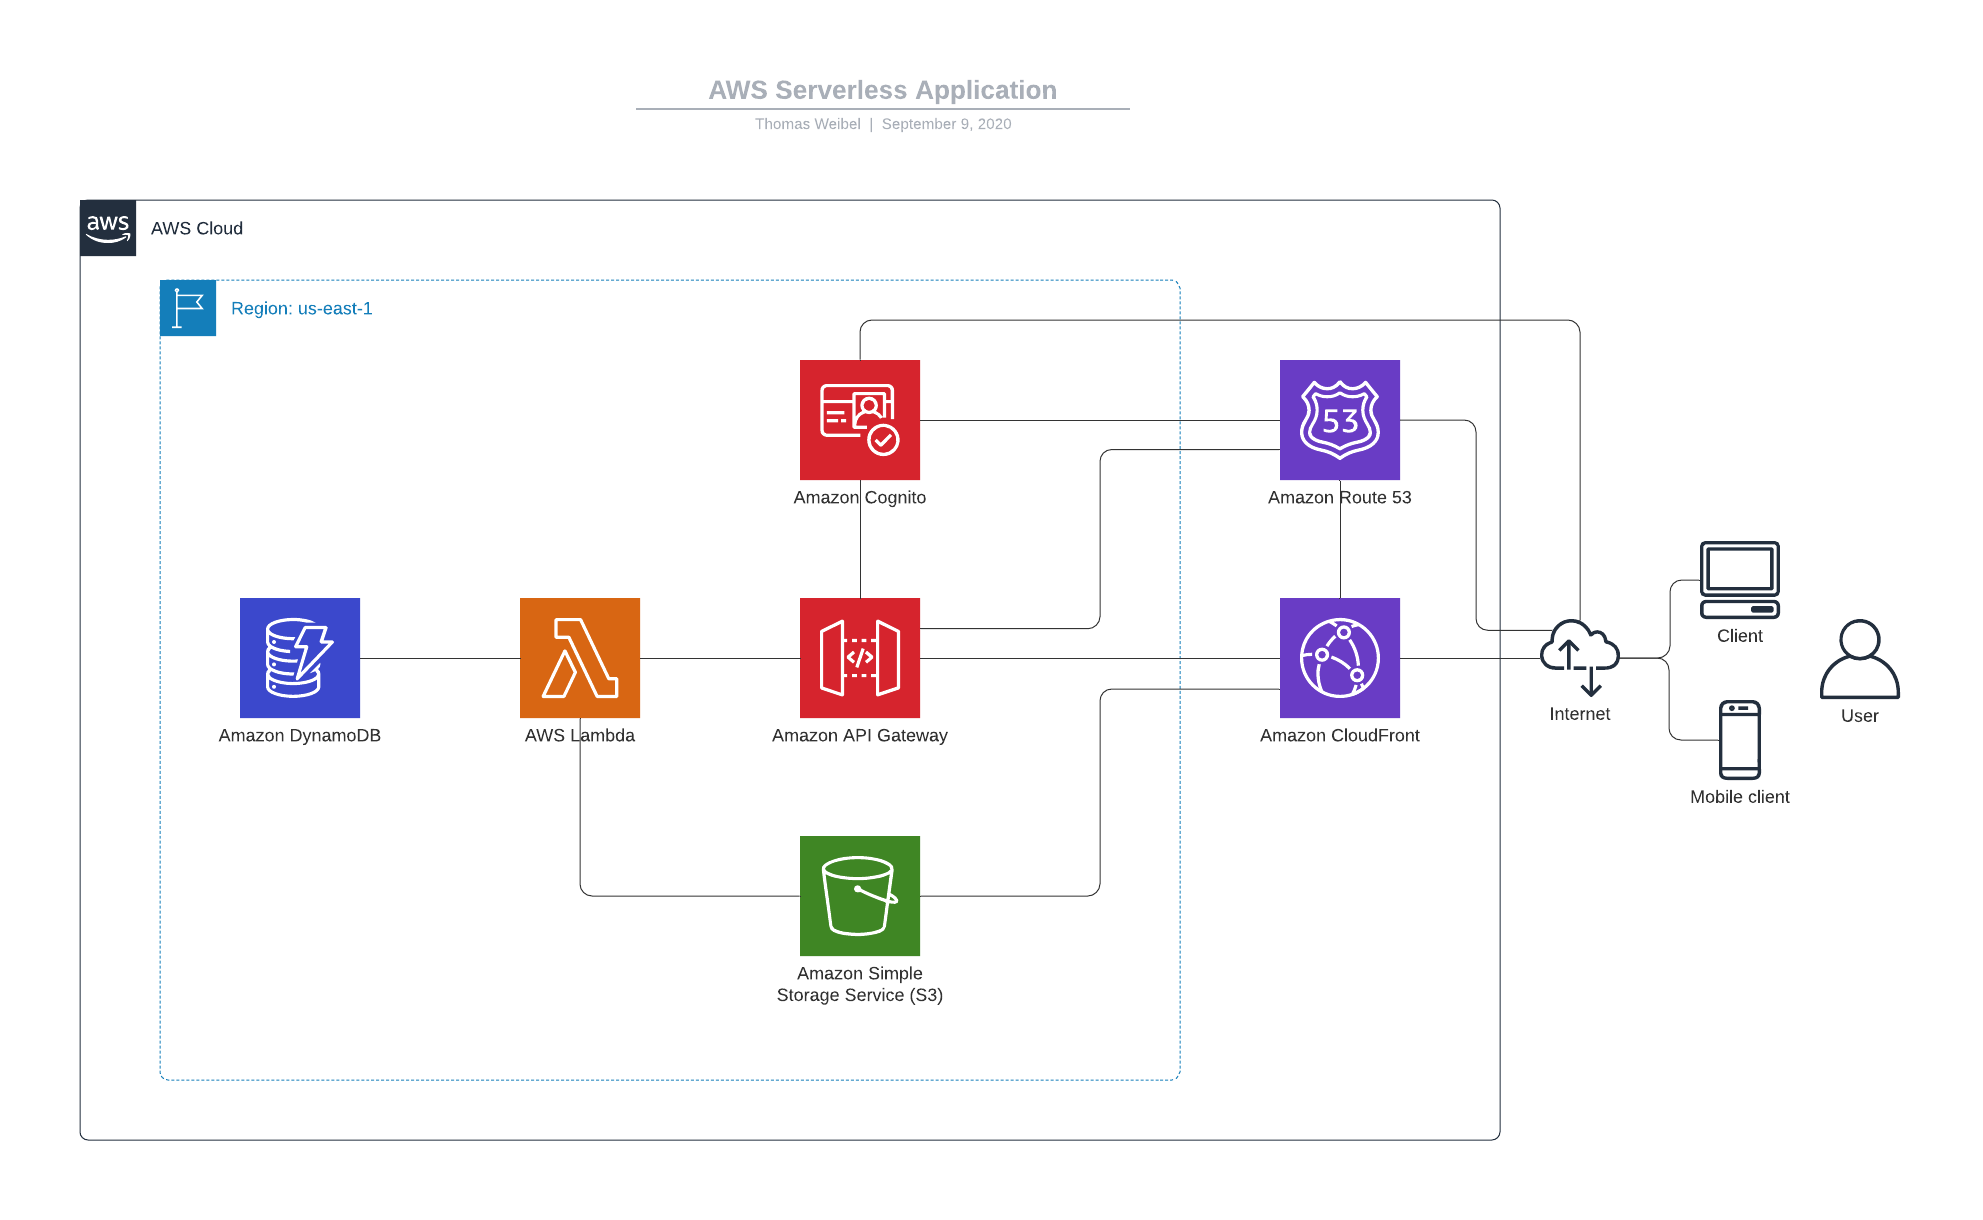 AWS Serverless Application
Thomas Weibel | September 9, 2020
aws
AWS Cloud
Region: us-east-1
53
Amazon Cognito
Amazon Route 53
Client
</>
Internet
User
Amazon DynamoDB
AWS Lambda
Amazon API Gateway
Amazon CloudFront
Mobile client
Amazon Simple
Storage Service (S3)